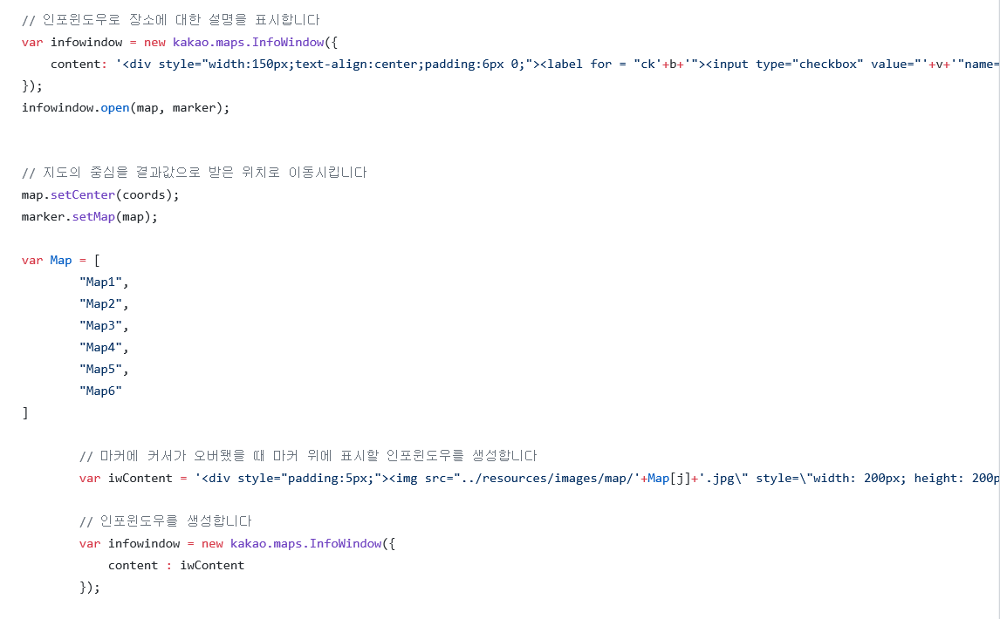 // 인포윈도우로 장소에 대한 설명을 표시합니다
var infowindow = new kakao.maps.InfoWindow({
    content: '<div style="width:150px;text-align:center;padding:6px 0;"><label for = "ck'+b+'"><input type="checkbox" value="'+v+'"name=
});
infowindow.open(map, marker);
// 지도의 중심을 결과값으로 받은 위치로 이동시킵니다
map.setCenter(coords);
marker.setMap(map);
var Map = [
        "Map1",
        "Map2",
        "Map3",
        "Map4",
        "Map5",
        "Map6"
]
        // 마커에 커서가 오버됐을 때 마커 위에 표시할 인포윈도우를 생성합니다
        var iwContent = '<div style="padding:5px;"><img src="../resources/images/map/'+Map[j]+'.jpg\" style=\"width: 200px; height: 200p
        // 인포윈도우를 생성합니다
        var infowindow = new kakao.maps.InfoWindow({
            content : iwContent
        });